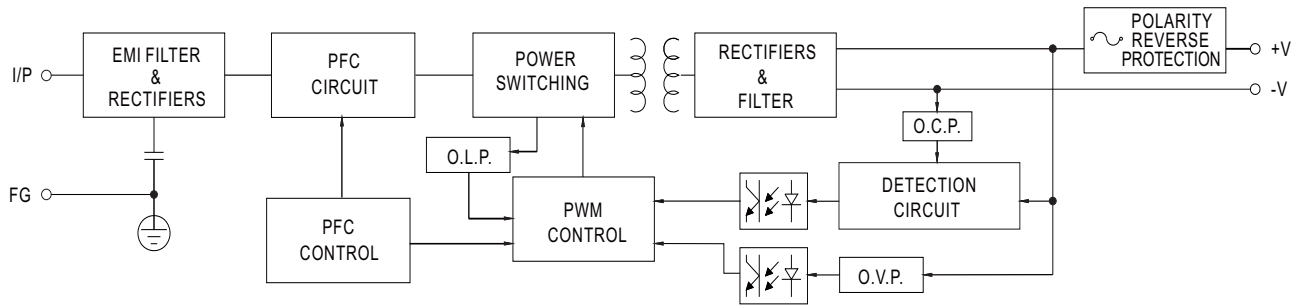 I/P
EMI FILTER
&
RECTIFIERS
PFC
CIRCUIT
POWER
SWITCHING
RECTIFIERS
&
FILTER
POLARITY
REVERSE
PROTECTION
+V
-V
O.C.P.
O.L.P.
DETECTION
CIRCUIT
FG
PFC
CONTROL
PWM
CONTROL
O.V.P.